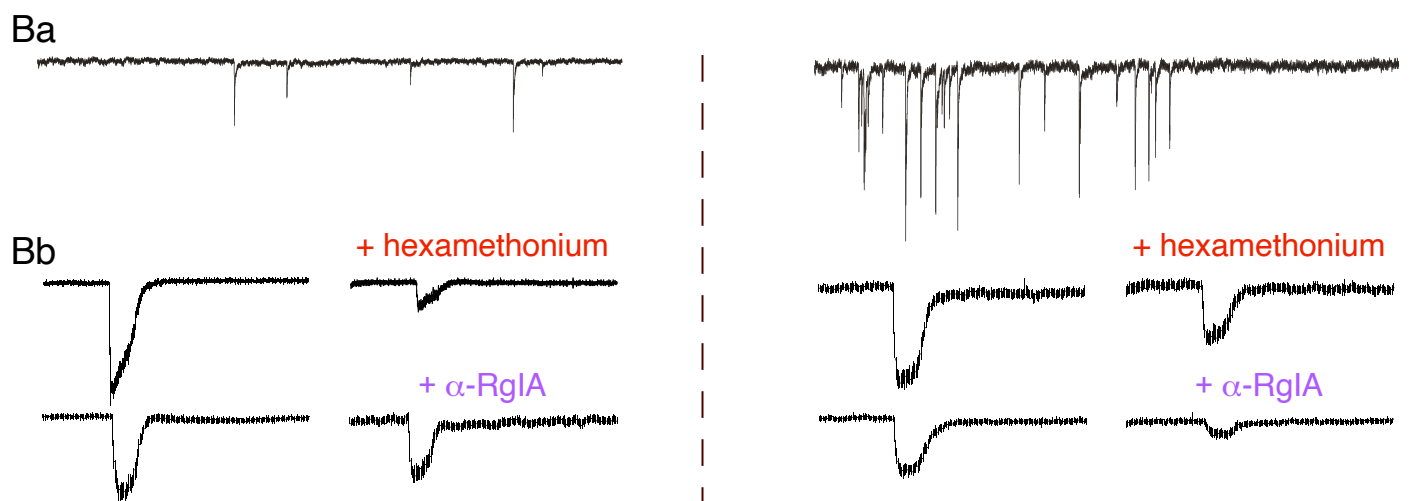 Ba
Bb
+ hexamethonium
+ hexamethonium
+ α-RgIA
+ α-RgIA